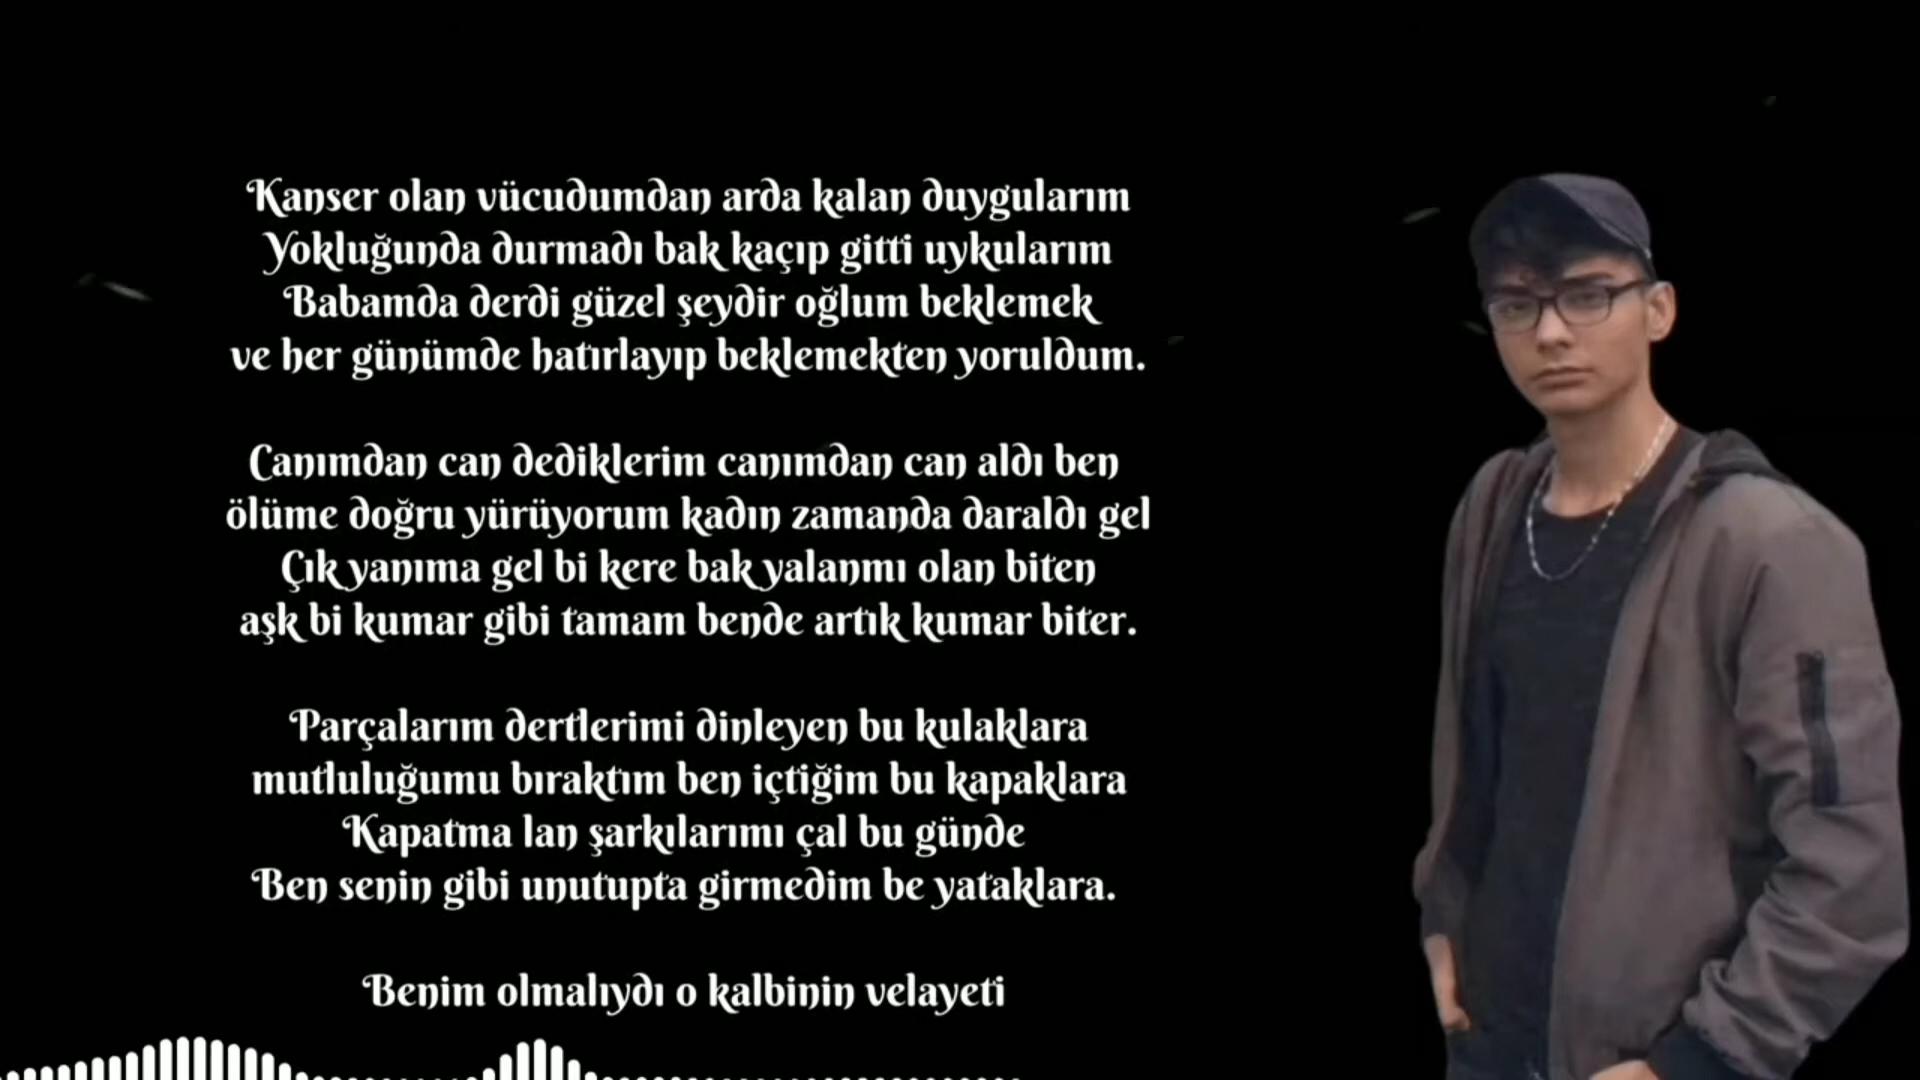 Kanser olan vücudumdan arda kalan duygularım
Yokluğunda durmadı bak kaçıp gitti uykularım
Babamda derdi güzel şeydir oğlum beklemek
ve her günümde hatırlayıp beklemekten yoruldum.
Canımdan can dediklerim canımdan can aldı ben
ölüme doğru yürüyorum kadın zamanda daraldı gel
Çık yanıma gel bi kere bak yalanmı olan biten
aşk bi kumar gibi tamam bende artık kumar biter.
Parçalarım dertlerimi dinleyen bu kulaklara
mutluluğumu bıraktım ben içtiğim bu kapaklara
Kapatma lan şarkılarımı çal bu günde
Ben senin gibi unutupta girmedim be yataklara.
Benim olmalıydı o kalbinin velayeti